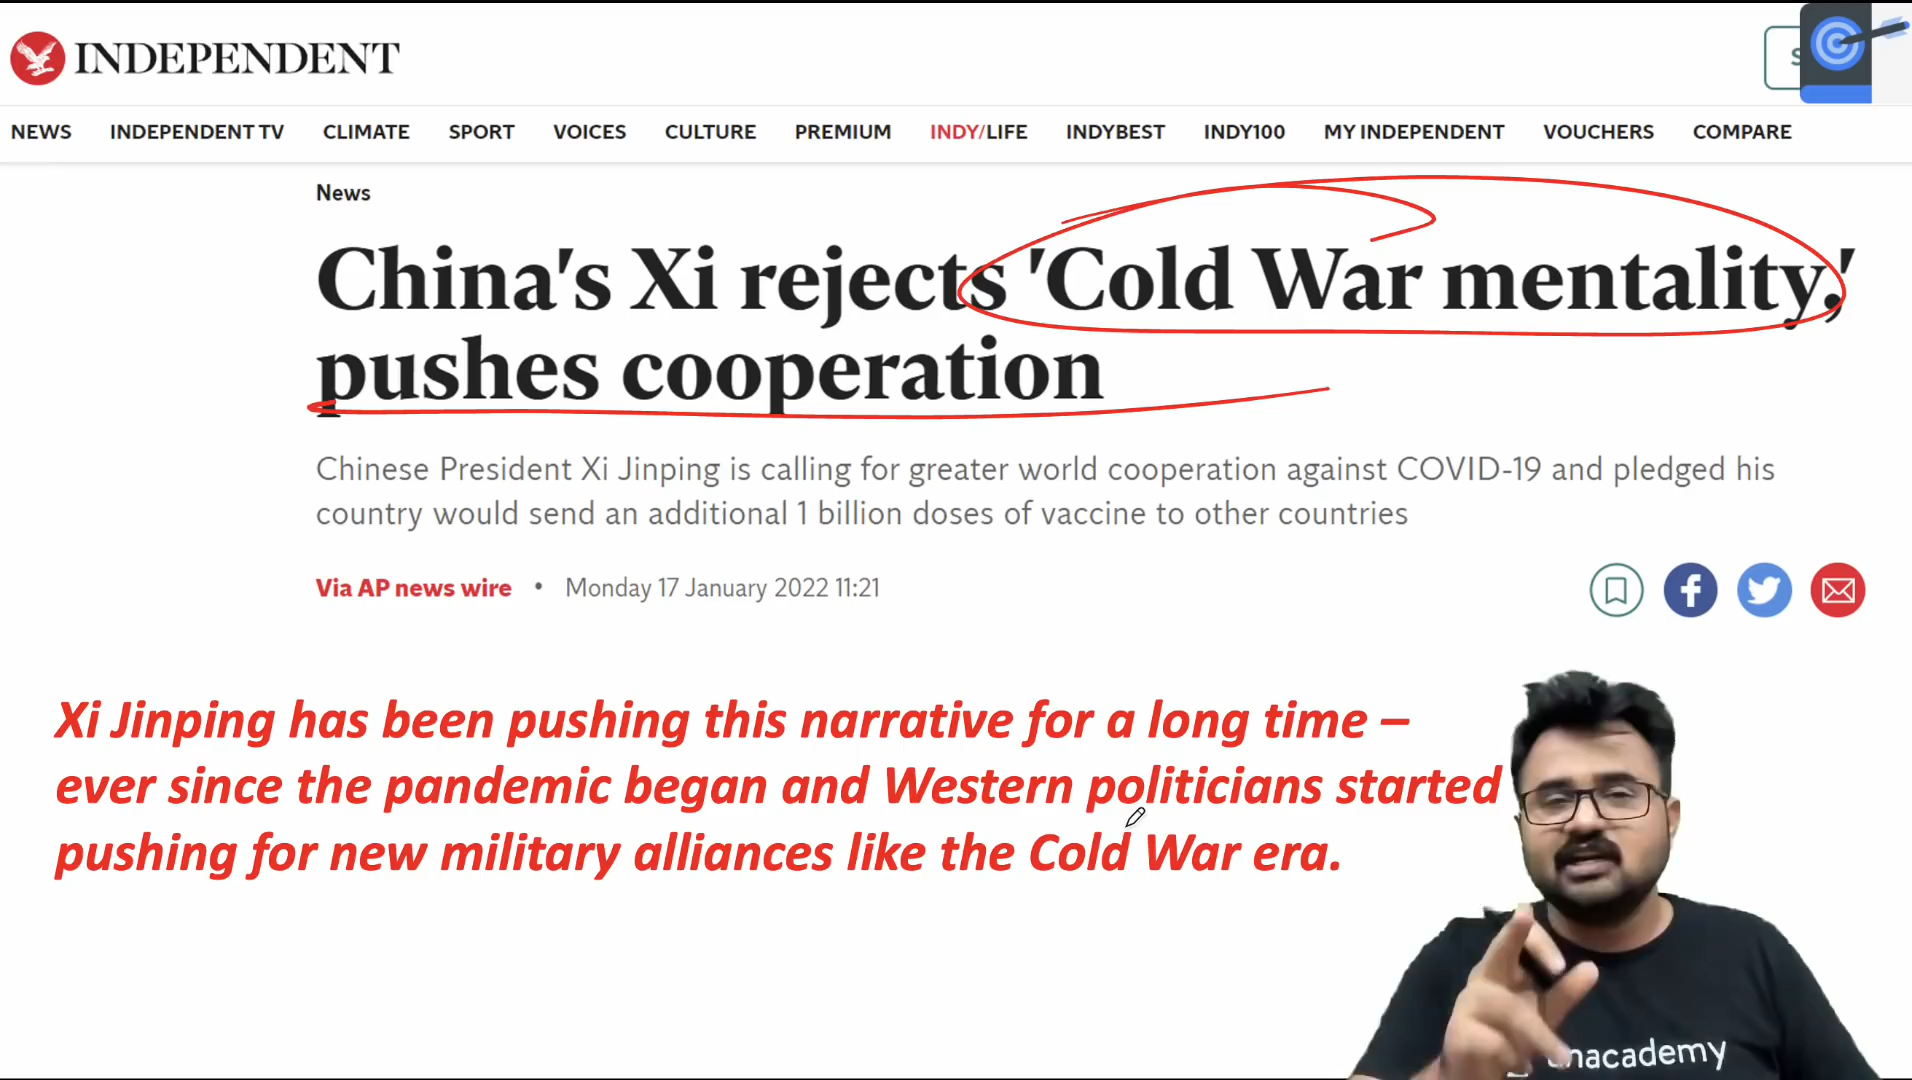 INDEPENDENT
NEWS INDEPENDENT TV CLIMATE SPORT VOICES CULTURE PREMIUM INDY/LIFE INDYBEST INDY100 MY INDEPENDENT VOUCHERS COMPARE
News
China's Xi rejects 'Cold War mentality,'
pushes cooperation
Chinese President Xi Jinping is calling for greater world cooperation against COVID-19 and pledged his
country would send an additional 1 billion doses of vaccine to other countries
Via AP news wire • Monday 17 January 2022 11:21
Xi Jinping has been pushing this narrative for a long time –
ever since the pandemic began and Western politicians started
pushing for new military alliances like the Cold War era.
unacademy